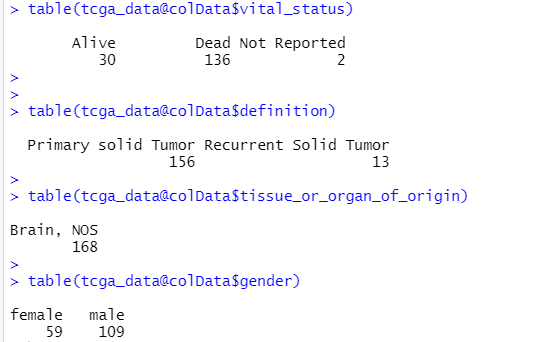 > table(tcga_data@colData$vital_status)
Alive Dead Not Reported
30 136 2
>
>
> table(tcga_data@colData$definition)
Primary solid Tumor Recurrent Solid Tumor
156 13
>
> table(tcga_data@colData$tissue_or_organ_of_origin)
Brain, NOS
168
>
> table(tcga_data@colData$gender)
female male
59 109